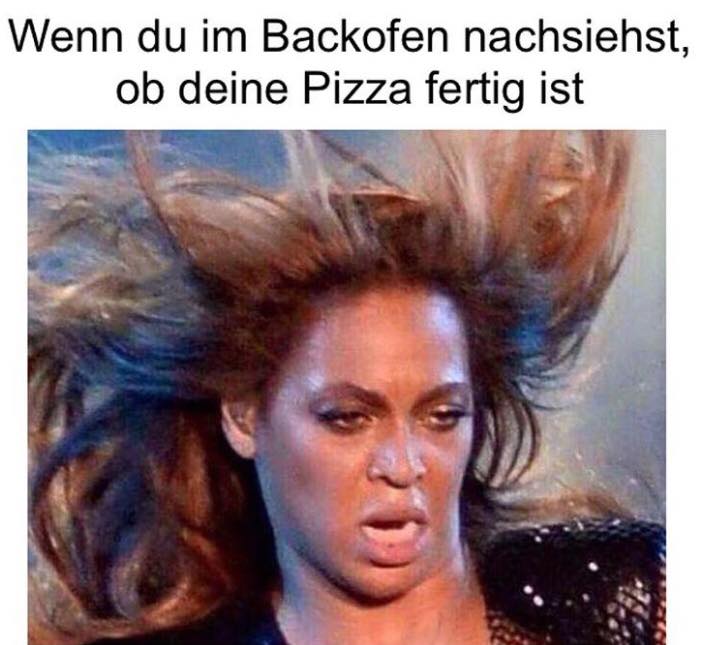 Wenn du im Backofen nachsiehst,
ob deine Pizza fertig ist